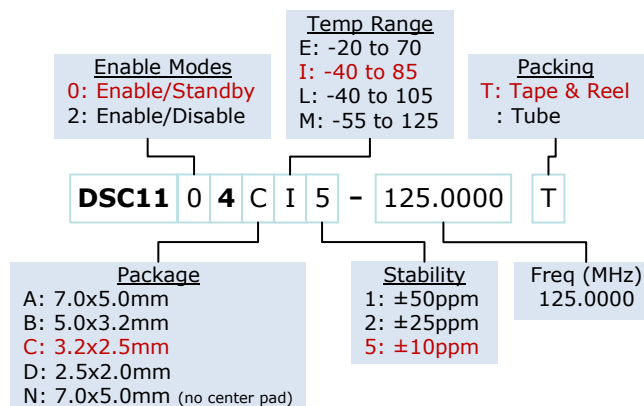 Temp Range
E: -20 to 70
I: -40 to 85
L: -40 to 105
M: -55 to 125
Enable Modes
0: Enable/Standby
2: Enable/Disable
Packing
T: Tape & Reel
: Tube
DSC11 0 4 C I 5 - 125.0000 T
Package
A: 7.0x5.0mm
B: 5.0x3.2mm
C: 3.2x2.5mm
D: 2.5x2.0mm
N: 7.0x5.0mm (no center pad)
Stability
1: ±50ppm
2: ±25ppm
5: ±10ppm
Freq (MHz)
125.0000